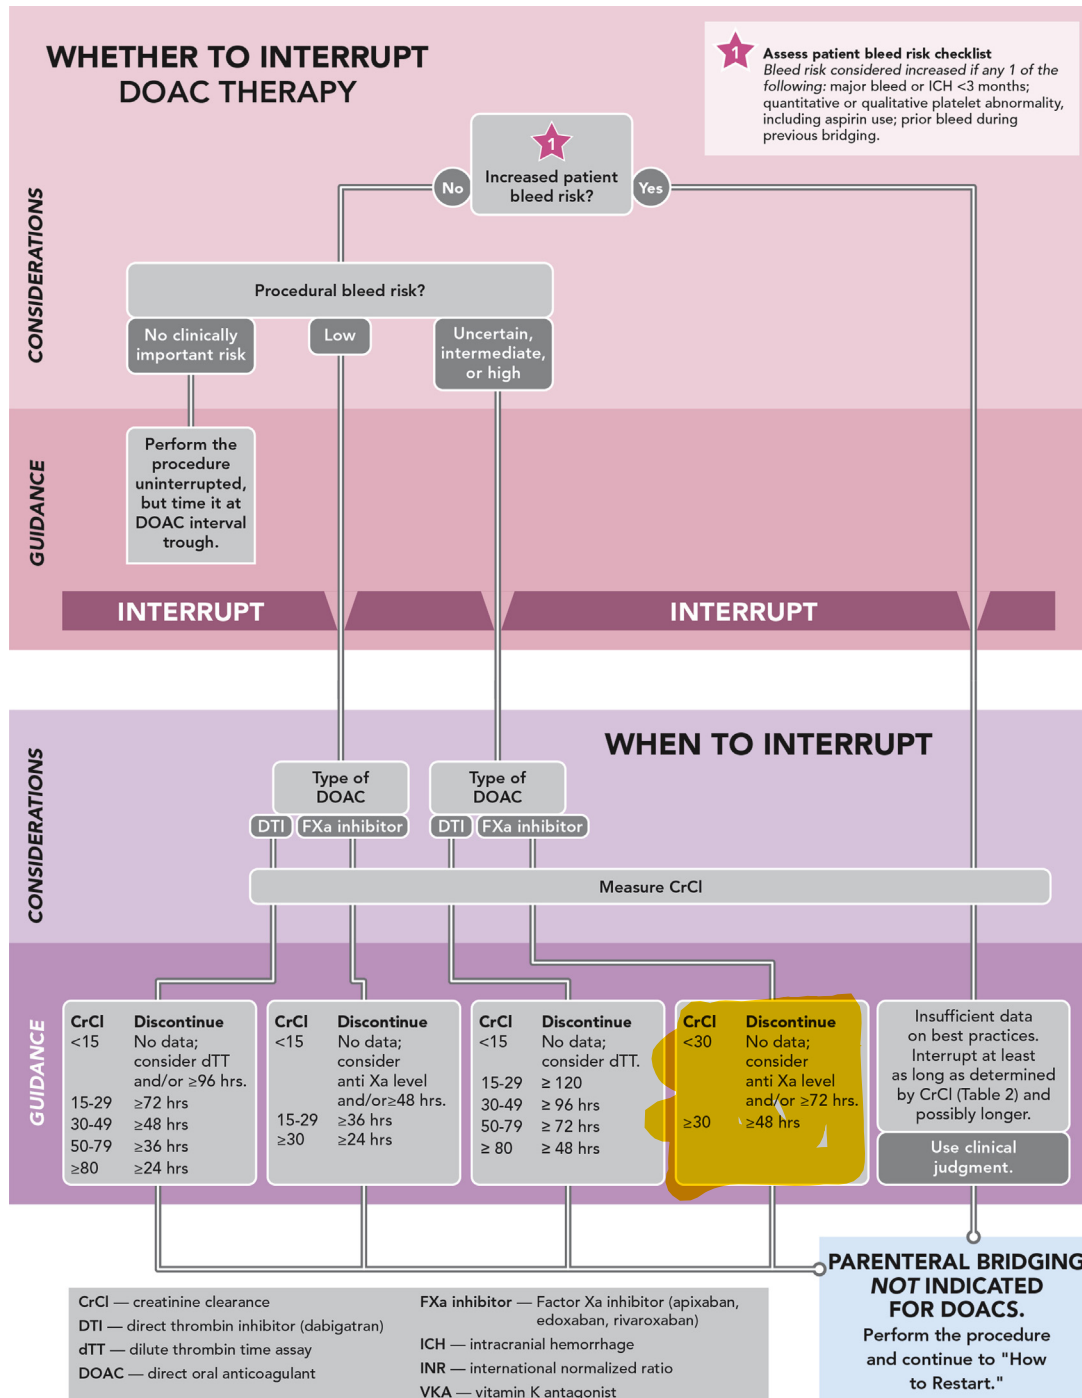 WHETHER TO INTERRUPT
DOAC THERAPY
1
Assess patient bleed risk checklist
Bleed risk considered increased if any 1 of the
following: major bleed or ICH <3 months;
quantitative or qualitative platelet abnormality,
including aspirin use; prior bleed during
previous bridging.
CONSIDERATIONS
1
Increased patient
bleed risk?
No
Yes
Procedural bleed risk?
No clinically
important risk
Low
Uncertain,
intermediate,
or high
GUIDANCE
Perform the
procedure
uninterrupted,
but time it at
DOAC interval
trough.
INTERRUPT
INTERRUPT
WHEN TO INTERRUPT
CONSIDERATIONS
Type of
DOAC
DTI
FXa inhibitor
Type of
DOAC
DTI
FXa inhibitor
Measure CrCl
GUIDANCE
CrCl Discontinue
<15 No data;
consider dTT
and/or ≥96 hrs.
15-29 ≥72 hrs
30-49 ≥48 hrs
50-79 ≥36 hrs
≥80 ≥24 hrs
CrCl Discontinue
<15 No data;
consider
anti Xa level
and/or≥48 hrs.
15-29 ≥36 hrs
≥30 ≥24 hrs
CrCl Discontinue
<15 No data;
consider dTT.
15-29 ≥ 120
30-49 ≥ 96 hrs
50-79 ≥ 72 hrs
≥ 80 ≥ 48 hrs
CrCl Discontinue
<30 No data;
consider
anti Xa level
and/or ≥72 hrs.
≥30 ≥48 hrs
Insufficient data
on best practices.
Interrupt at least
as long as determined
by CrCl (Table 2) and
possibly longer.
Use clinical
judgment.
PARENTERAL BRIDGING
NOT INDICATED
FOR DOACS.
Perform the procedure
and continue to "How
to Restart."
CrCl — creatinine clearance
DTI — direct thrombin inhibitor (dabigatran)
dTT — dilute thrombin time assay
DOAC — direct oral anticoagulant
FXa inhibitor — Factor Xa inhibitor (apixaban,
edoxaban, rivaroxaban)
ICH — intracranial hemorrhage
INR — international normalized ratio
VKA — vitamin K antagonist